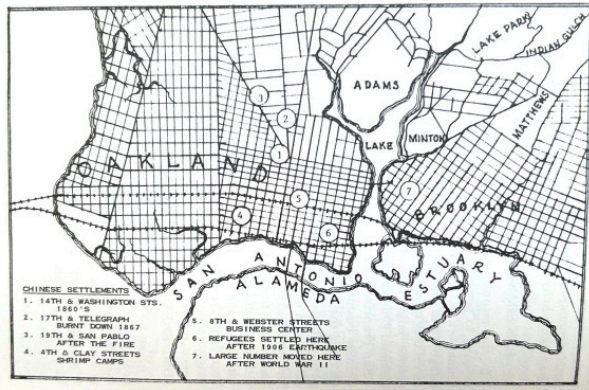 LAKE PARK
INDIAN GULCH
ADAMS
MATTHEWS
3
2
LAKE
MINTON
1
OAKLAND
7
5
BROOKLYN
4
6
SAN ANTONIO ESTUARY
ALAMEDA
CHINESE SETTLEMENTS
1. 14TH & WASHINGTON STS.
1860'S
2. 17TH & TELEGRAPH
BURNT DOWN 1867
3. 19TH & SAN PABLO
AFTER THE FIRE
4. 4TH & CLAY STREETS
SHRIMP CAMPS
5. 8TH & WEBSTER STREETS
BUSINESS CENTER
6. REFUGEES SETTLED HERE
AFTER 1906 EARTHQUAKE
7. LARGE NUMBER MOVED HERE
AFTER WORLD WAR II